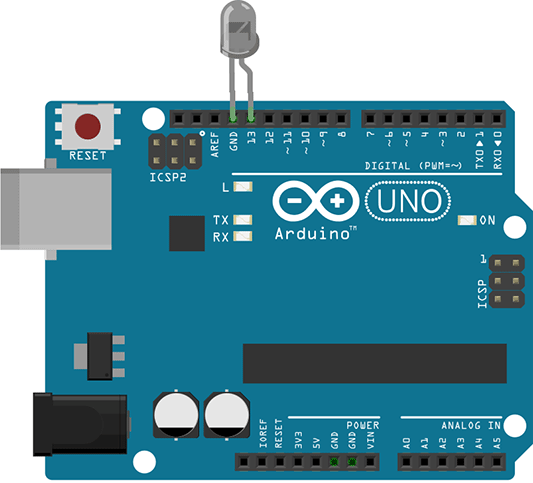 RESET
ICSP2
AREF
GND
13
12
~11
~10
~9
8
7
~6
~5
4
~3
2
TX0▶1
RX0◀0
DIGITAL (PWM=~)
L
TX
RX
Arduino™
UNO
ON
1
ICSP
POWER
ANALOG IN
IOREF
RESET
3V3
5V
GND
GND
VIN
A0
A1
A2
A3
A4
A5